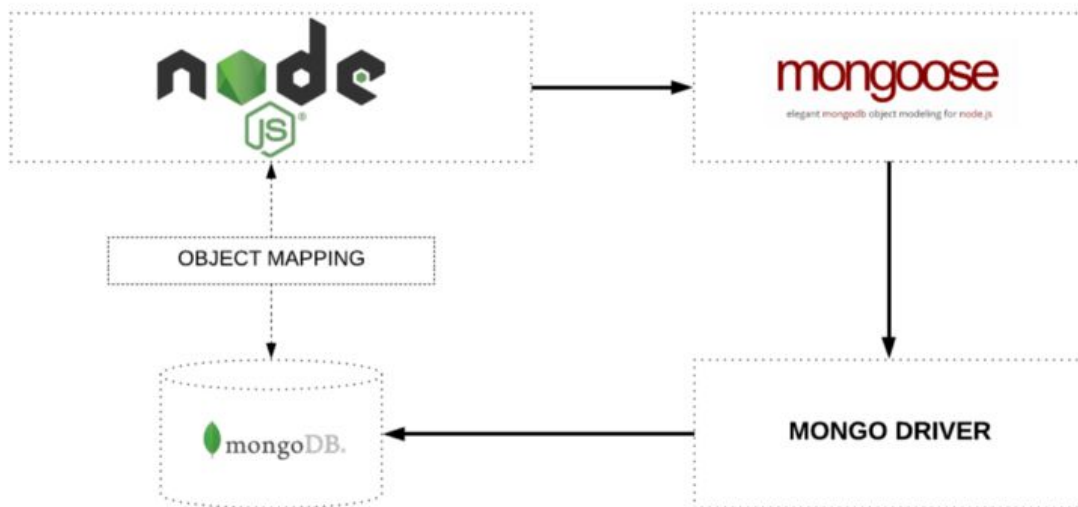 node
JS®
mongoose
elegant mongodb object modeling for node.js
OBJECT MAPPING
mongoDB.
MONGO DRIVER